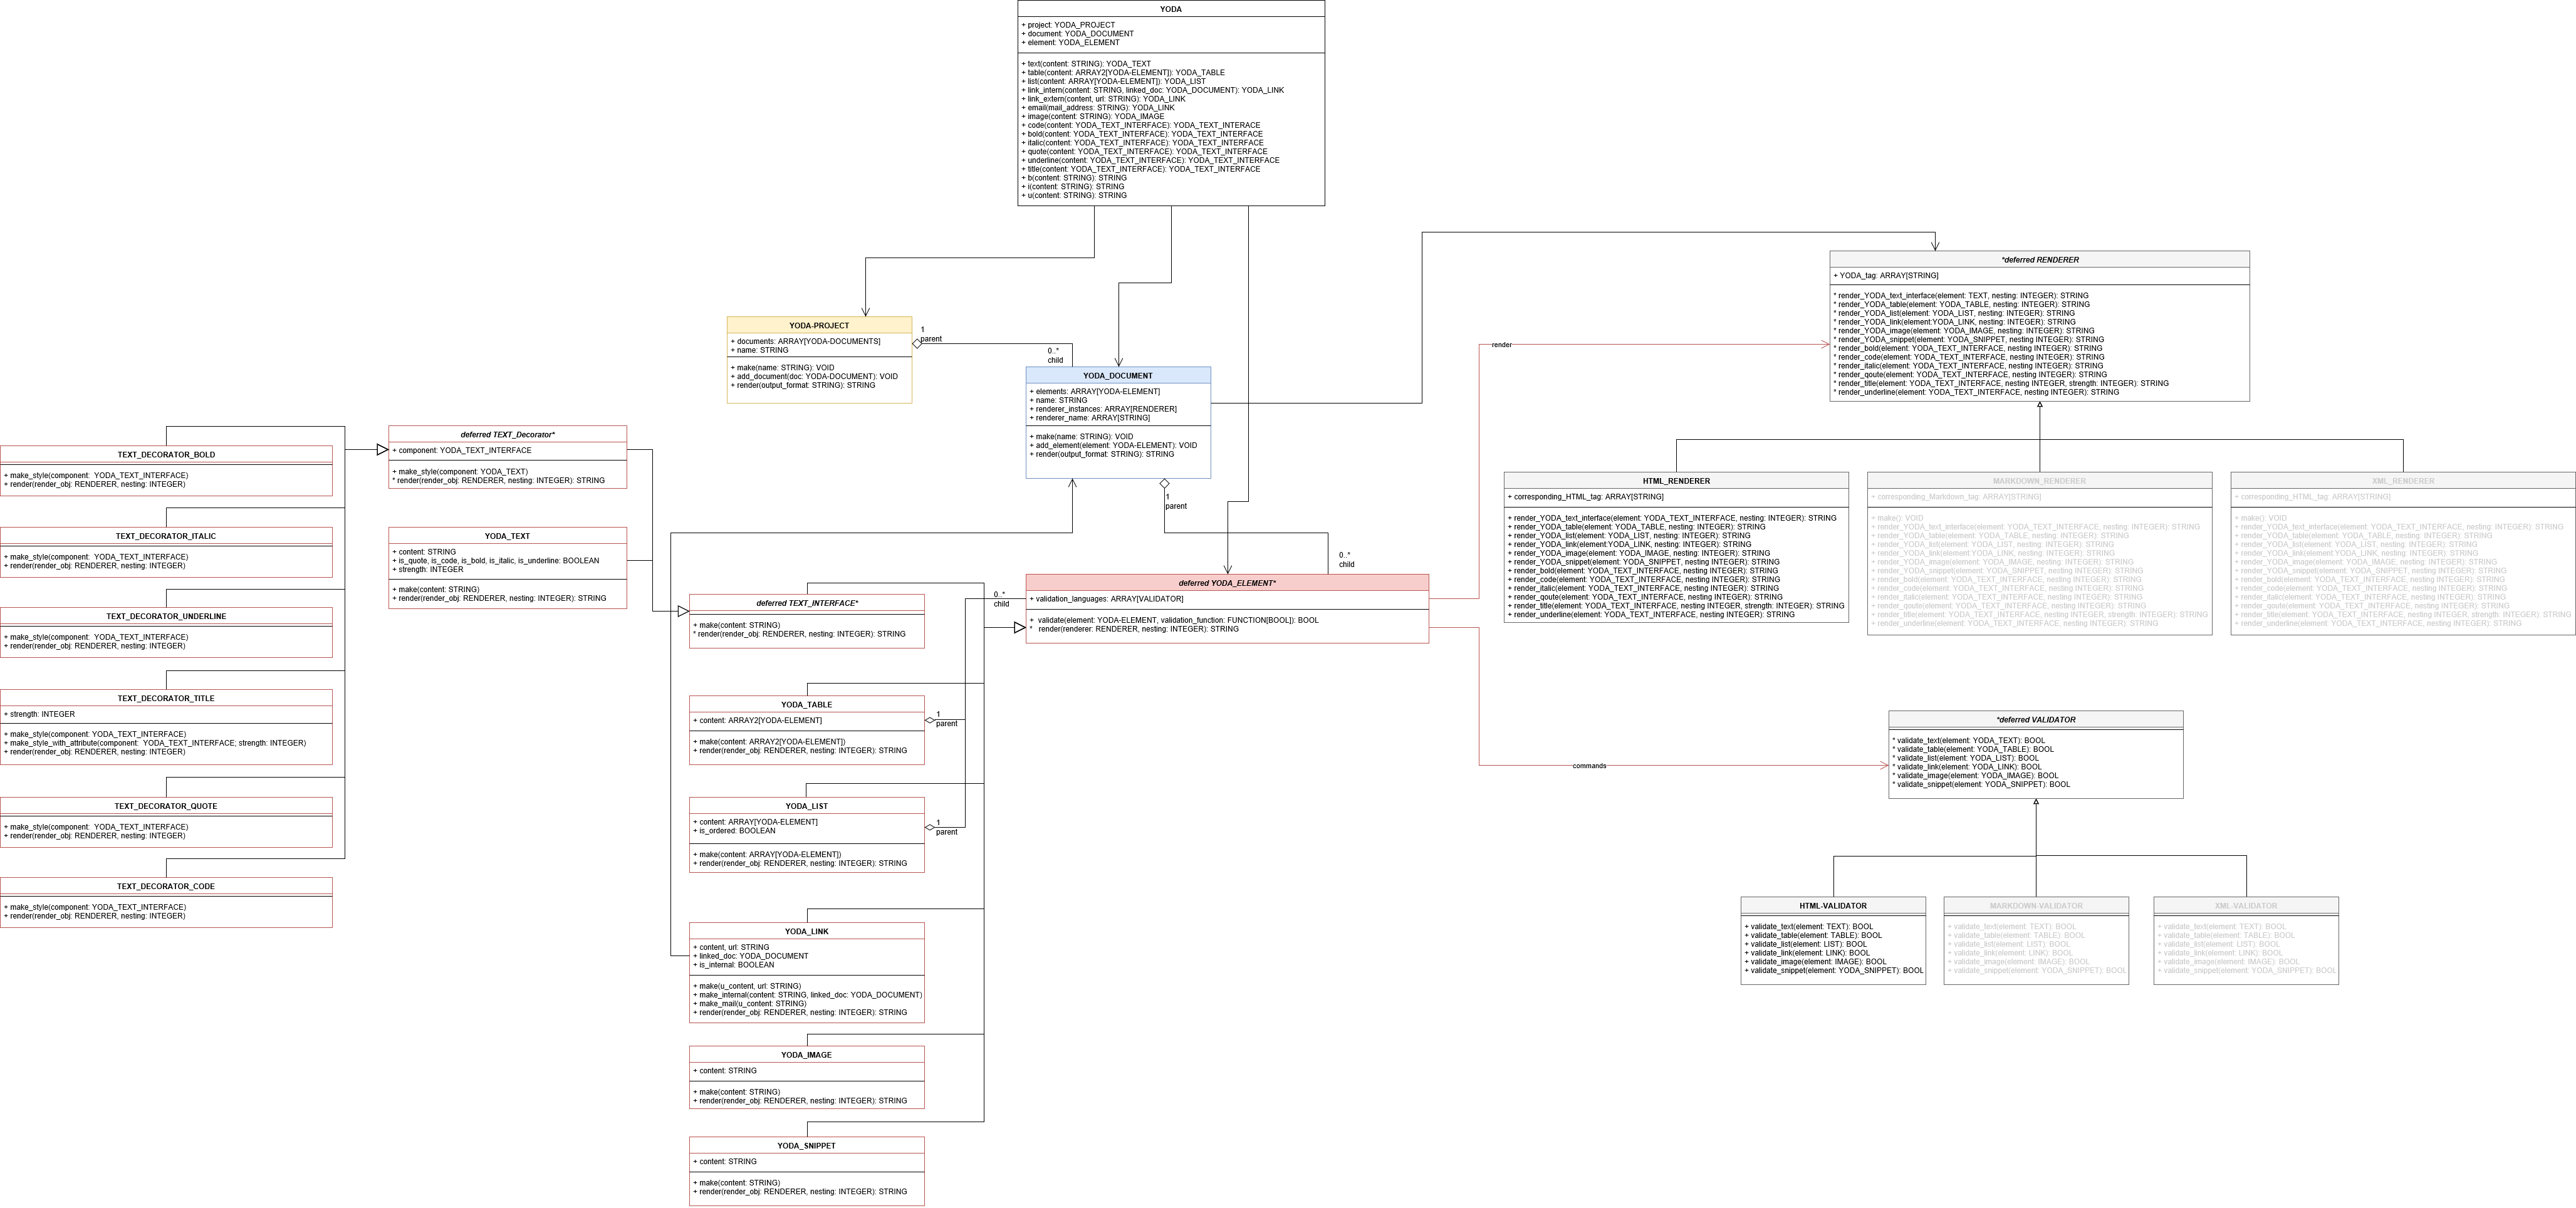 YODA
+ project: YODA_PROJECT
+ document: YODA_DOCUMENT
+ element: YODA_ELEMENT
+ text(content: STRING): YODA_TEXT
+ table(content: ARRAY2[YODA-ELEMENT]): YODA_TABLE
+ list(content: ARRAY[YODA-ELEMENT]): YODA_LIST
+ link_intern(content: STRING, linked_doc: YODA_DOCUMENT): YODA_LINK
+ link_extern(content, url: STRING): YODA_LINK
+ email(mail_address: STRING): YODA_LINK
+ image(content: STRING): YODA_IMAGE
+ code(content: YODA_TEXT_INTERFACE): YODA_TEXT_INTERACE
+ bold(content: YODA_TEXT_INTERFACE): YODA_TEXT_INTERFACE
+ italic(content: YODA_TEXT_INTERFACE): YODA_TEXT_INTERFACE
+ quote(content: YODA_TEXT_INTERFACE): YODA_TEXT_INTERFACE
+ underline(content: YODA_TEXT_INTERFACE): YODA_TEXT_INTERFACE
+ title(content: YODA_TEXT_INTERFACE): YODA_TEXT_INTERFACE
+ b(content: STRING): STRING
+ i(content: STRING): STRING
+ u(content: STRING): STRING
*deferred RENDERER
+ YODA_tag: ARRAY[STRING]
* render_YODA_text_interface(element: TEXT, nesting: INTEGER): STRING
* render_YODA_table(element: YODA_TABLE, nesting: INTEGER): STRING
* render_YODA_list(element: YODA_LIST, nesting: INTEGER): STRING
* render_YODA_link(element:YODA_LINK, nesting: INTEGER): STRING
* render_YODA_image(element: YODA_IMAGE, nesting: INTEGER): STRING
* render_YODA_snippet(element: YODA_SNIPPET, nesting INTEGER): STRING
* render_bold(element: YODA_TEXT_INTERFACE, nesting INTEGER): STRING
* render_code(element: YODA_TEXT_INTERFACE, nesting INTEGER): STRING
* render_italic(element: YODA_TEXT_INTERFACE, nesting INTEGER): STRING
* render_qoute(element: YODA_TEXT_INTERFACE, nesting INTEGER): STRING
* render_title(element: YODA_TEXT_INTERFACE, nesting INTEGER, strength: INTEGER): STRING
* render_underline(element: YODA_TEXT_INTERFACE, nesting INTEGER): STRING
YODA-PROJECT
+ documents: ARRAY[YODA-DOCUMENTS]
+ name: STRING
+ make(name: STRING): VOID
+ add_document(doc: YODA-DOCUMENT): VOID
+ render(output_format: STRING): STRING
1
parent
0..*
child
YODA_DOCUMENT
+ elements: ARRAY[YODA-ELEMENT]
+ name: STRING
+ renderer_instances: ARRAY[RENDERER]
+ renderer_name: ARRAY[STRING]
+ make(name: STRING): VOID
+ add_element(element: YODA-ELEMENT): VOID
+ render(output_format: STRING): STRING
1
parent
0..*
child
render
deferred TEXT_Decorator*
+ component: YODA_TEXT_INTERFACE
+ make_style(component: YODA_TEXT)
* render(render_obj: RENDERER, nesting: INTEGER): STRING
YODA_TEXT
+ content: STRING
+ is_quote, is_code, is_bold, is_italic, is_underline: BOOLEAN
+ strength: INTEGER
+ make(content: STRING)
+ render(render_obj: RENDERER, nesting: INTEGER): STRING
TEXT_DECORATOR_BOLD
+ make_style(component:  YODA_TEXT_INTERFACE)
+ render(render_obj: RENDERER, nesting: INTEGER)
TEXT_DECORATOR_ITALIC
+ make_style(component:  YODA_TEXT_INTERFACE)
+ render(render_obj: RENDERER, nesting: INTEGER)
TEXT_DECORATOR_UNDERLINE
+ make_style(component:  YODA_TEXT_INTERFACE)
+ render(render_obj: RENDERER, nesting: INTEGER)
TEXT_DECORATOR_TITLE
+ strength: INTEGER
+ make_style(component: YODA_TEXT_INTERFACE)
+ make_style_with_attribute(component:  YODA_TEXT_INTERFACE; strength: INTEGER)
+ render(render_obj: RENDERER, nesting: INTEGER)
TEXT_DECORATOR_QUOTE
+ make_style(component:  YODA_TEXT_INTERFACE)
+ render(render_obj: RENDERER, nesting: INTEGER)
TEXT_DECORATOR_CODE
+ make_style(component: YODA_TEXT_INTERFACE)
+ render(render_obj: RENDERER, nesting: INTEGER)
deferred TEXT_INTERFACE*
+ make(content: STRING)
* render(render_obj: RENDERER, nesting: INTEGER): STRING
0..*
child
deferred YODA_ELEMENT*
+ validation_languages: ARRAY[VALIDATOR]
+  validate(element: YODA-ELEMENT, validation_function: FUNCTION[BOOL]): BOOL
*   render(renderer: RENDERER, nesting: INTEGER): STRING
YODA_TABLE
+ content: ARRAY2[YODA-ELEMENT]
+ make(content: ARRAY2[YODA-ELEMENT])
+ render(render_obj: RENDERER, nesting: INTEGER): STRING
1
parent
YODA_LIST
+ content: ARRAY[YODA-ELEMENT]
+ is_ordered: BOOLEAN
+ make(content: ARRAY[YODA-ELEMENT])
+ render(render_obj: RENDERER, nesting: INTEGER): STRING
1
parent
YODA_LINK
+ content, url: STRING
+ linked_doc: YODA_DOCUMENT
+ is_internal: BOOLEAN
+ make(u_content, url: STRING)
+ make_internal(content: STRING, linked_doc: YODA_DOCUMENT)
+ make_mail(u_content: STRING)
+ render(render_obj: RENDERER, nesting: INTEGER): STRING
YODA_IMAGE
+ content: STRING
+ make(content: STRING)
+ render(render_obj: RENDERER, nesting: INTEGER): STRING
YODA_SNIPPET
+ content: STRING
+ make(content: STRING)
+ render(render_obj: RENDERER, nesting: INTEGER): STRING
HTML_RENDERER
+ corresponding_HTML_tag: ARRAY[STRING]
+ render_YODA_text_interface(element: YODA_TEXT_INTERFACE, nesting: INTEGER): STRING
+ render_YODA_table(element: YODA_TABLE, nesting: INTEGER): STRING
+ render_YODA_list(element: YODA_LIST, nesting: INTEGER): STRING
+ render_YODA_link(element:YODA_LINK, nesting: INTEGER): STRING
+ render_YODA_image(element: YODA_IMAGE, nesting: INTEGER): STRING
+ render_YODA_snippet(element: YODA_SNIPPET, nesting INTEGER): STRING
+ render_bold(element: YODA_TEXT_INTERFACE, nesting INTEGER): STRING
+ render_code(element: YODA_TEXT_INTERFACE, nesting INTEGER): STRING
+ render_italic(element: YODA_TEXT_INTERFACE, nesting INTEGER): STRING
+ render_qoute(element: YODA_TEXT_INTERFACE, nesting INTEGER): STRING
+ render_title(element: YODA_TEXT_INTERFACE, nesting INTEGER, strength: INTEGER): STRING
+ render_underline(element: YODA_TEXT_INTERFACE, nesting INTEGER): STRING
MARKDOWN_RENDERER
+ corresponding_Markdown_tag: ARRAY[STRING]
+ make(): VOID
+ render_YODA_text_interface(element: YODA_TEXT_INTERFACE, nesting: INTEGER): STRING
+ render_YODA_table(element: YODA_TABLE, nesting: INTEGER): STRING
+ render_YODA_list(element: YODA_LIST, nesting: INTEGER): STRING
+ render_YODA_link(element:YODA_LINK, nesting: INTEGER): STRING
+ render_YODA_image(element: YODA_IMAGE, nesting: INTEGER): STRING
+ render_YODA_snippet(element: YODA_SNIPPET, nesting INTEGER): STRING
+ render_bold(element: YODA_TEXT_INTERFACE, nesting INTEGER): STRING
+ render_code(element: YODA_TEXT_INTERFACE, nesting INTEGER): STRING
+ render_italic(element: YODA_TEXT_INTERFACE, nesting INTEGER): STRING
+ render_qoute(element: YODA_TEXT_INTERFACE, nesting INTEGER): STRING
+ render_title(element: YODA_TEXT_INTERFACE, nesting INTEGER, strength: INTEGER): STRING
+ render_underline(element: YODA_TEXT_INTERFACE, nesting INTEGER): STRING
XML_RENDERER
+ corresponding_HTML_tag: ARRAY[STRING]
+ make(): VOID
+ render_YODA_text_interface(element: YODA_TEXT_INTERFACE, nesting: INTEGER): STRING
+ render_YODA_table(element: YODA_TABLE, nesting: INTEGER): STRING
+ render_YODA_list(element: YODA_LIST, nesting: INTEGER): STRING
+ render_YODA_link(element:YODA_LINK, nesting: INTEGER): STRING
+ render_YODA_image(element: YODA_IMAGE, nesting: INTEGER): STRING
+ render_YODA_snippet(element: YODA_SNIPPET, nesting INTEGER): STRING
+ render_bold(element: YODA_TEXT_INTERFACE, nesting INTEGER): STRING
+ render_code(element: YODA_TEXT_INTERFACE, nesting INTEGER): STRING
+ render_italic(element: YODA_TEXT_INTERFACE, nesting INTEGER): STRING
+ render_qoute(element: YODA_TEXT_INTERFACE, nesting INTEGER): STRING
+ render_title(element: YODA_TEXT_INTERFACE, nesting INTEGER, strength: INTEGER): STRING
+ render_underline(element: YODA_TEXT_INTERFACE, nesting INTEGER): STRING
commands
*deferred VALIDATOR
* validate_text(element: YODA_TEXT): BOOL
* validate_table(element: YODA_TABLE): BOOL
* validate_list(element: YODA_LIST): BOOL
* validate_link(element: YODA_LINK): BOOL
* validate_image(element: YODA_IMAGE): BOOL
* validate_snippet(element: YODA_SNIPPET): BOOL
HTML-VALIDATOR
+ validate_text(element: TEXT): BOOL
+ validate_table(element: TABLE): BOOL
+ validate_list(element: LIST): BOOL
+ validate_link(element: LINK): BOOL
+ validate_image(element: IMAGE): BOOL
+ validate_snippet(element: YODA_SNIPPET): BOOL
MARKDOWN-VALIDATOR
+ validate_text(element: TEXT): BOOL
+ validate_table(element: TABLE): BOOL
+ validate_list(element: LIST): BOOL
+ validate_link(element: LINK): BOOL
+ validate_image(element: IMAGE): BOOL
+ validate_snippet(element: YODA_SNIPPET): BOOL
XML-VALIDATOR
+ validate_text(element: TEXT): BOOL
+ validate_table(element: TABLE): BOOL
+ validate_list(element: LIST): BOOL
+ validate_link(element: LINK): BOOL
+ validate_image(element: IMAGE): BOOL
+ validate_snippet(element: YODA_SNIPPET): BOOL